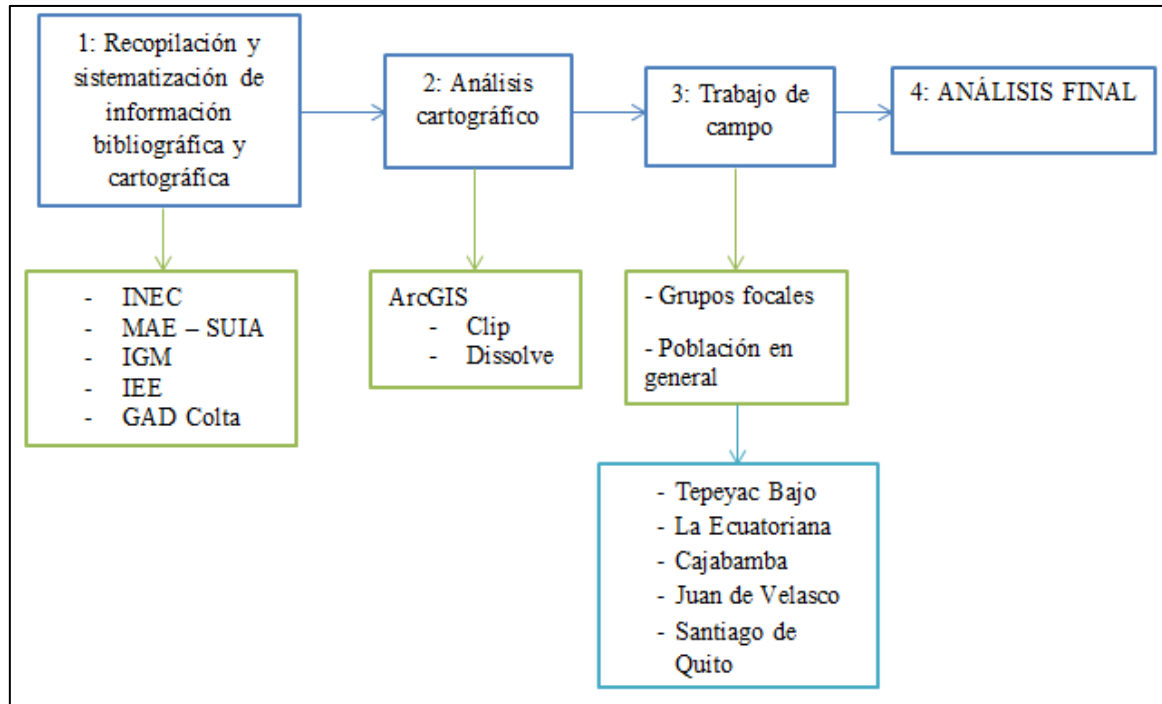 1: Recopilación y
sistematización de
información
bibliográfica y
cartográfica
2: Análisis
cartográfico
3: Trabajo de
campo
4: ANÁLISIS FINAL
- INEC
- MAE – SUIA
- IGM
- IEE
- GAD Colta
ArcGIS
- Clip
- Dissolve
- Grupos focales
- Población en
general
- Tepeyac Bajo
- La Ecuatoriana
- Cajabamba
- Juan de Velasco
- Santiago de
Quito